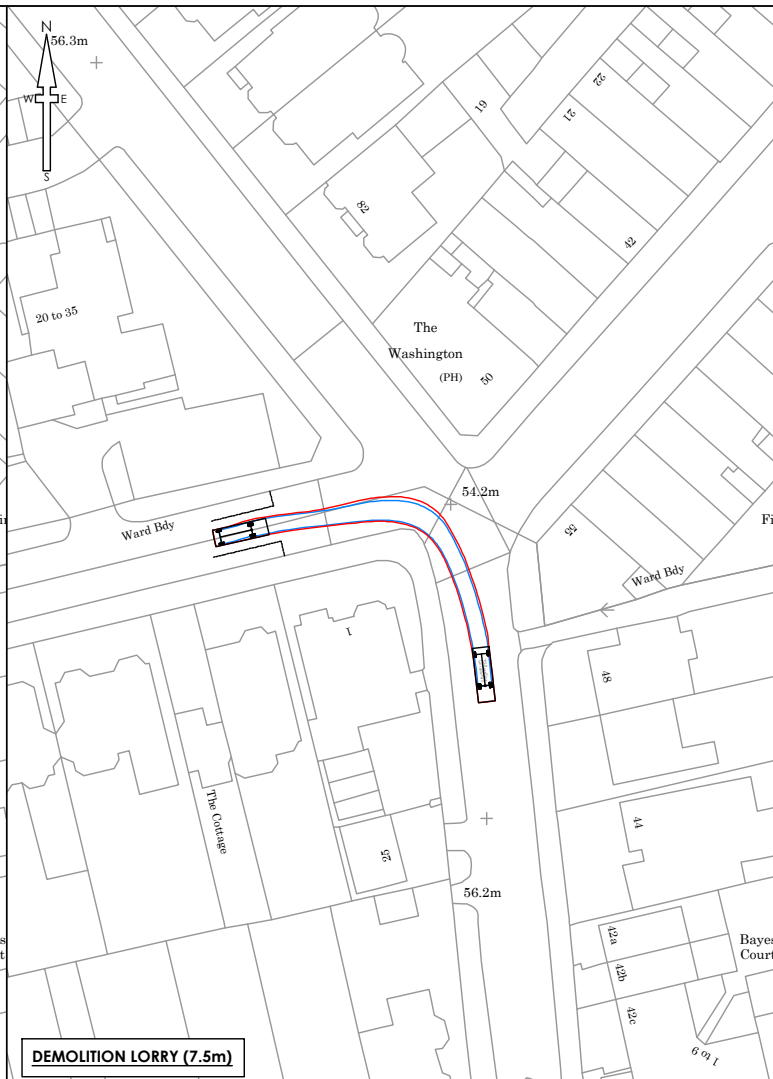 N
56.3m
W E
S
19
22
21
82
42
20 to 35
The
Washington
(PH)
50
54.2m
Ward Bdy
55
Ward Bdy
1
48
The Cottage
44
25
56.2m
42a
42b
42c
Bayes
Court
1 to 9
DEMOLITION LORRY (7.5m)